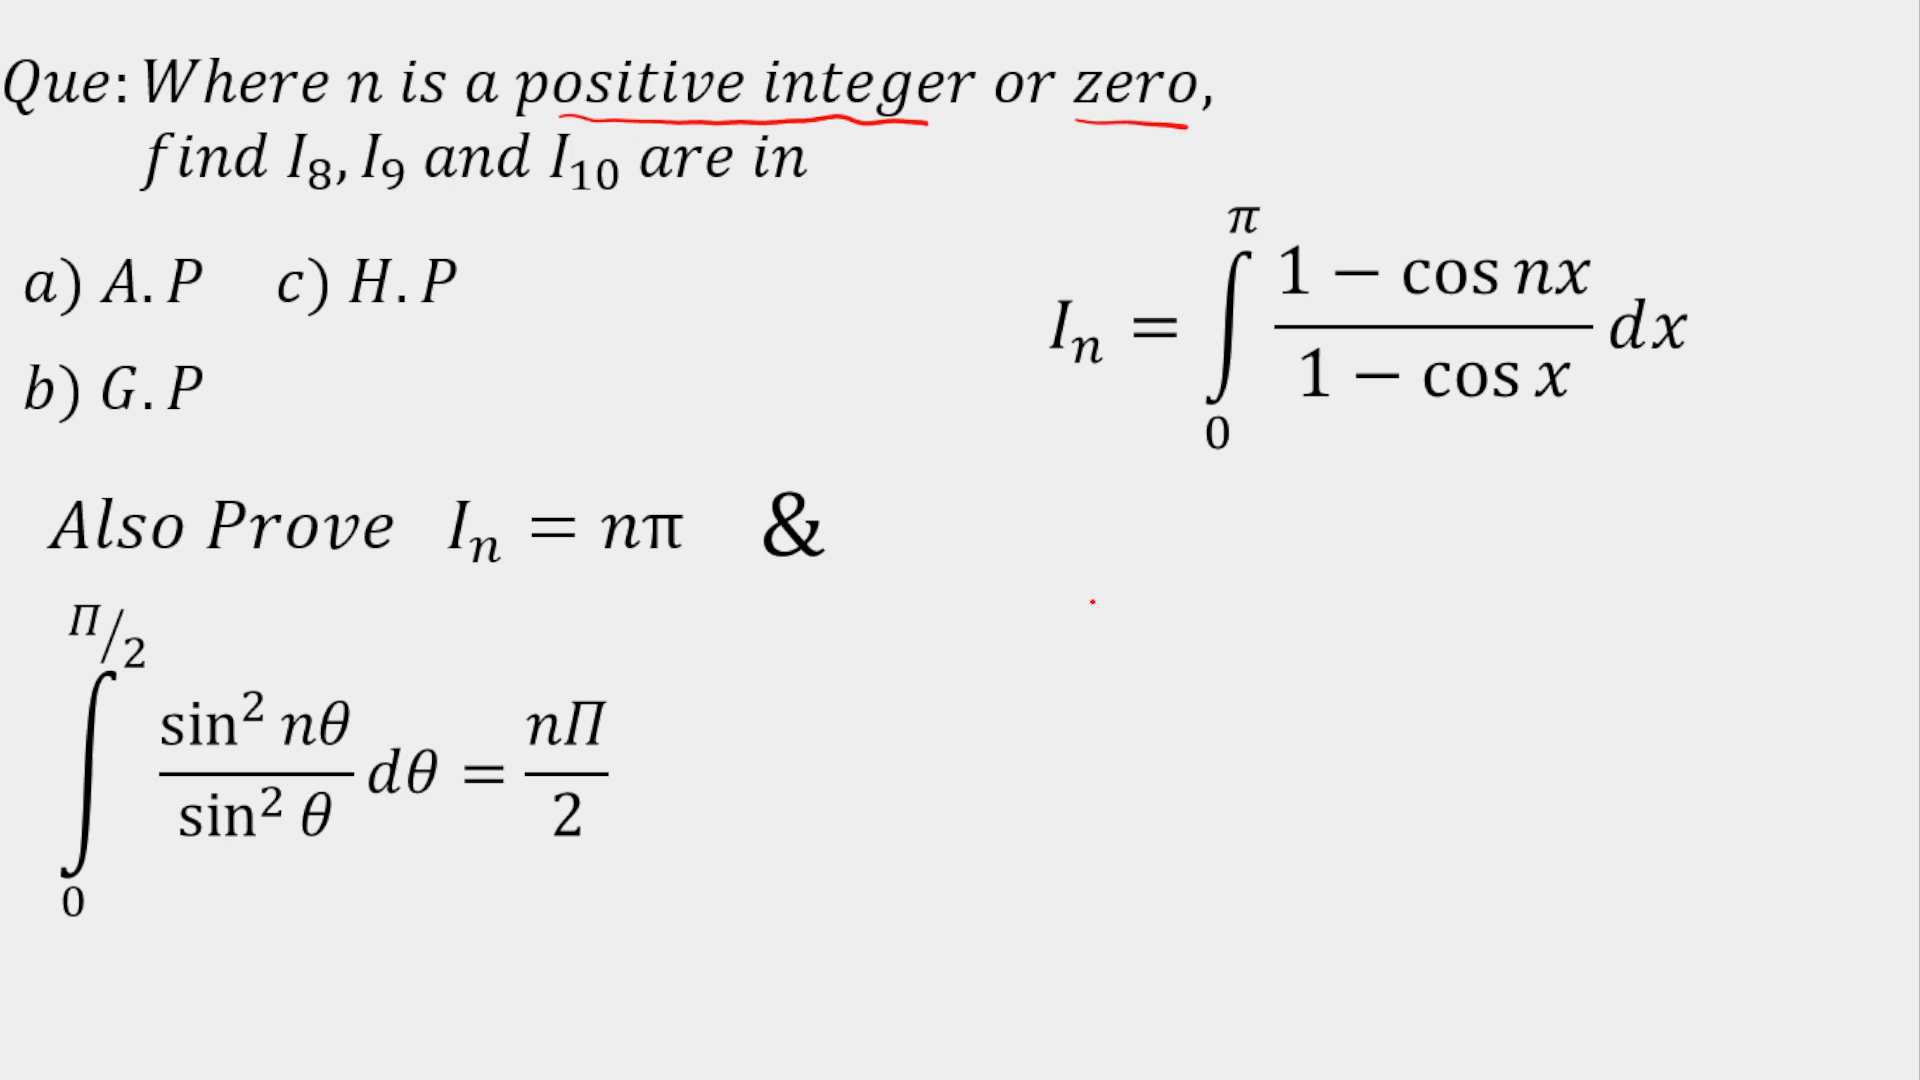 Que: Where n is a positive integer or zero,
find I₈, I₉ and I₁₀ are in
a) A. P c) H. P
b) G. P
Iₙ = ∫₀^π (1 − cos nx)/(1 − cos x) dx
Also Prove Iₙ = nπ &
∫₀^(Π/2) (sin² nθ)/(sin² θ) dθ = nΠ/2